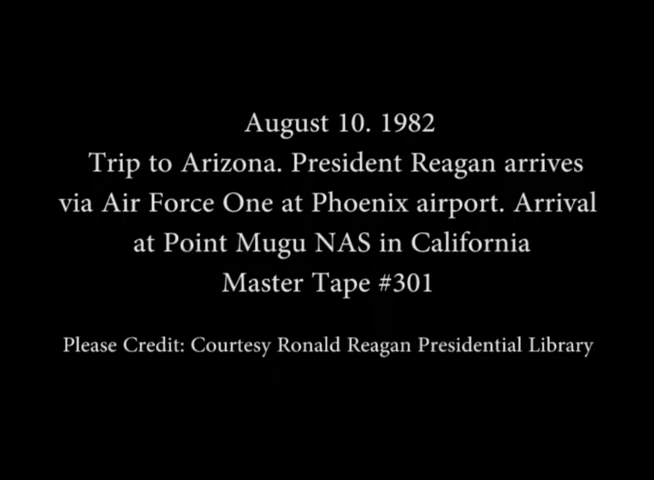 August 10. 1982
Trip to Arizona. President Reagan arrives
via Air Force One at Phoenix airport. Arrival
at Point Mugu NAS in California
Master Tape #301
Please Credit: Courtesy Ronald Reagan Presidential Library